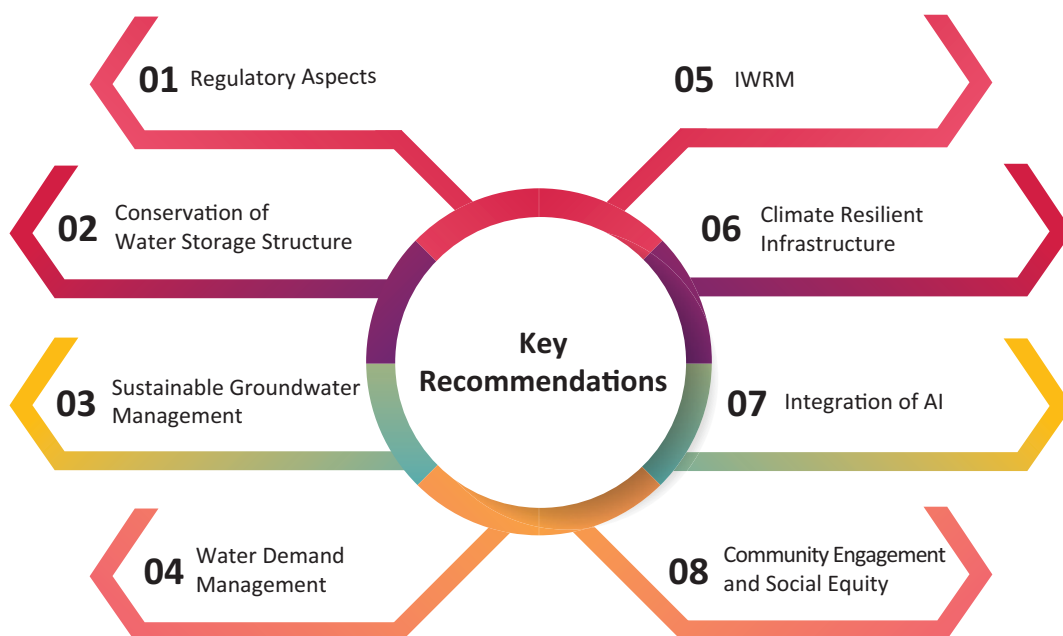 01 Regulatory Aspects
02 Conservation of
Water Storage Structure
03 Sustainable Groundwater
Management
04 Water Demand
Management
Key
Recommendations
05 IWRM
06 Climate Resilient
Infrastructure
07 Integration of AI
08 Community Engagement
and Social Equity